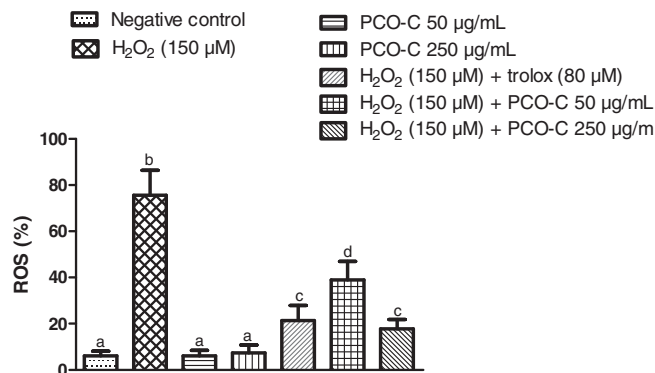 Negative control
H₂O₂ (150 µM)
PCO-C 50 µg/mL
PCO-C 250 µg/mL
H₂O₂ (150 µM) + trolox (80 µM)
H₂O₂ (150 µM) + PCO-C 50 µg/mL
H₂O₂ (150 µM) + PCO-C 250 µg/m
ROS (%)
100
80
60
40
20
0
a
b
a
a
c
d
c